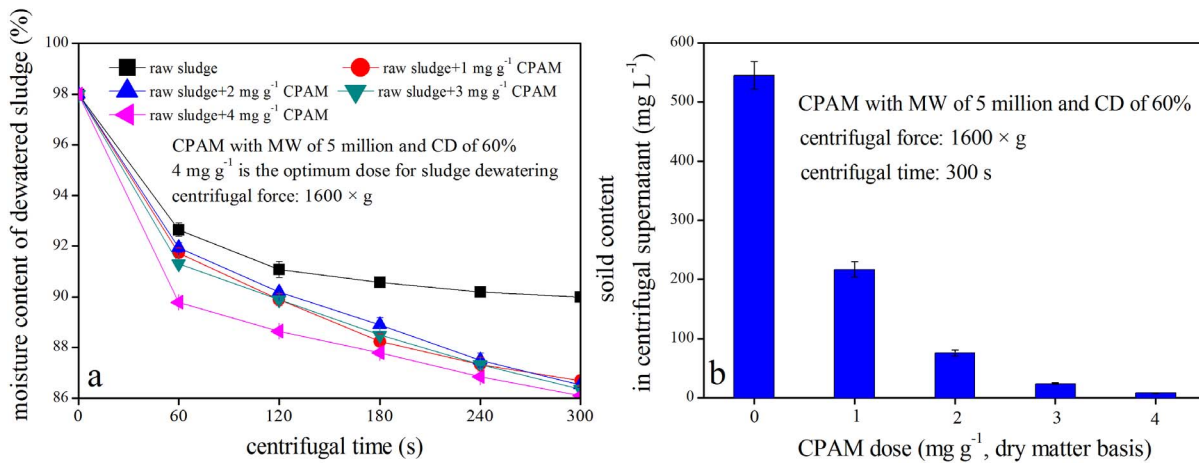 moisture content of dewatered sludge (%)
100
98
96
94
92
90
88
86
raw sludge
raw sludge+1 mg g⁻¹ CPAM
raw sludge+2 mg g⁻¹ CPAM
raw sludge+3 mg g⁻¹ CPAM
raw sludge+4 mg g⁻¹ CPAM
CPAM with MW of 5 million and CD of 60%
4 mg g⁻¹ is the optimum dose for sludge dewatering
centrifugal force: 1600 × g
a
0 60 120 180 240 300
centrifugal time (s)
soild content
in centrifugal supernatant (mg L⁻¹)
600
500
400
300
200
100
0
CPAM with MW of 5 million and CD of 60%
centrifugal force: 1600 × g
centrifugal time: 300 s
b
0 1 2 3 4
CPAM dose (mg g⁻¹, dry matter basis)